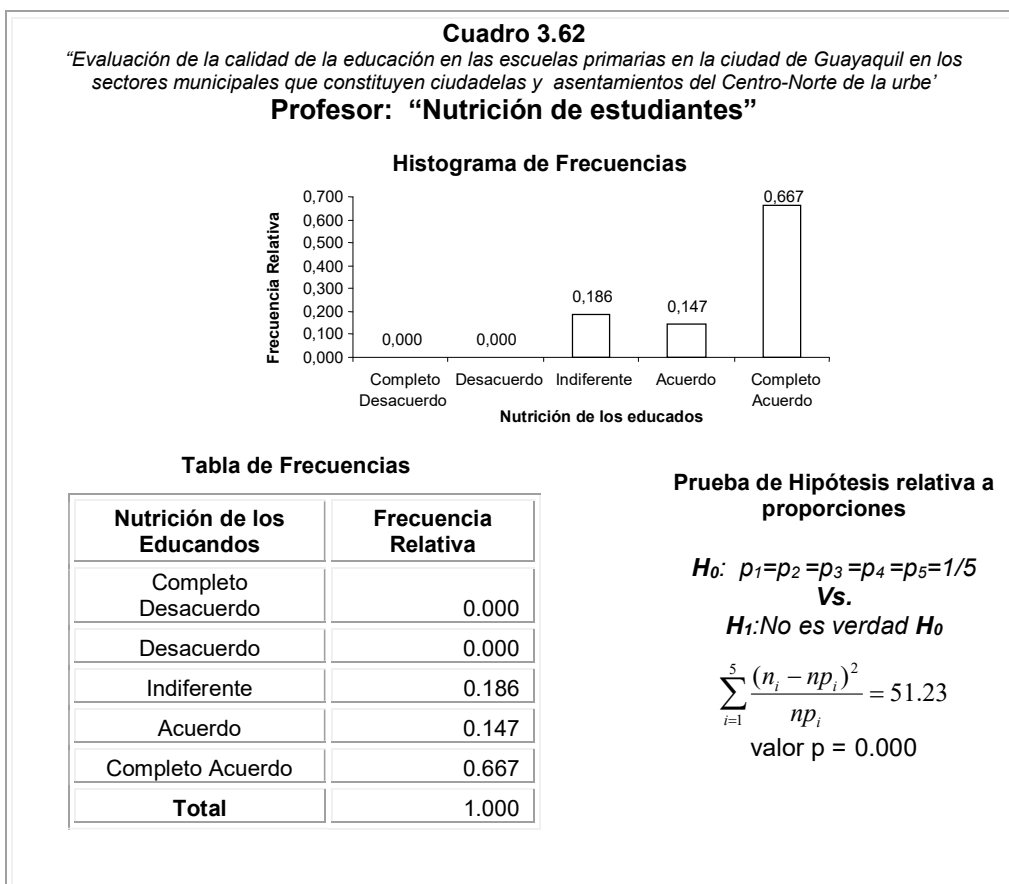 Cuadro 3.62
“Evaluación de la calidad de la educación en las escuelas primarias en la ciudad de Guayaquil en los
sectores municipales que constituyen ciudadelas y asentamientos del Centro-Norte de la urbe’
Profesor: “Nutrición de estudiantes”
Histograma de Frecuencias
Frecuencia Relativa
0,700
0,600
0,500
0,400
0,300
0,200
0,100
0,000
0,000
0,000
0,186
0,147
0,667
Completo
Desacuerdo
Desacuerdo
Indiferente
Acuerdo
Completo
Acuerdo
Nutrición de los educados
Tabla de Frecuencias
Nutrición de los
Educandos
Frecuencia
Relativa
Completo
Desacuerdo
0.000
Desacuerdo 0.000
Indiferente 0.186
Acuerdo 0.147
Completo Acuerdo 0.667
Total 1.000
Prueba de Hipótesis relativa a
proporciones
H₀: p₁=p₂=p₃=p₄=p₅=1/5
Vs.
H₁:No es verdad H₀
∑_{i=1}^{5} (n_i − np_i)² / np_i = 51.23
valor p = 0.000